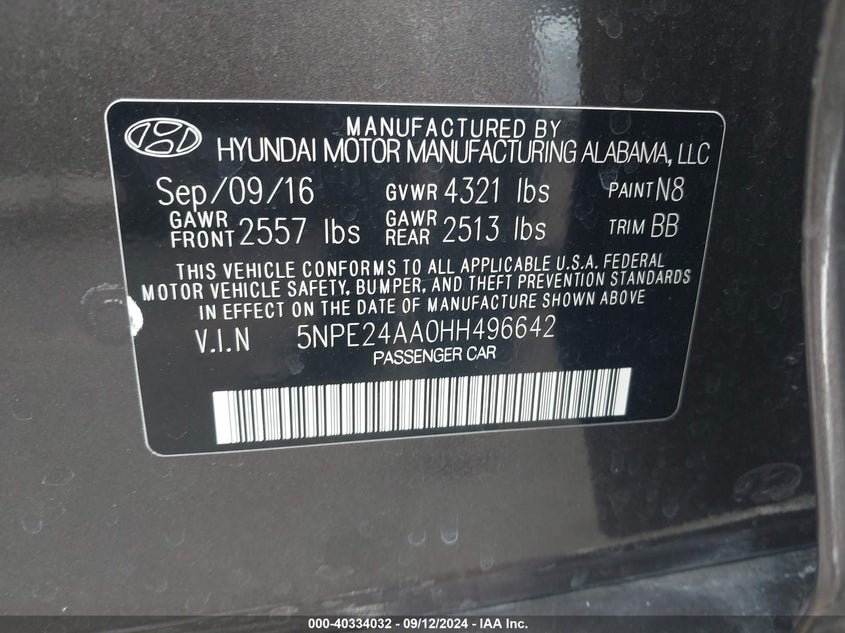 MANUFACTURED BY
HYUNDAI MOTOR MANUFACTURING ALABAMA, LLC
Sep/09/16 GVWR 4321 lbs PAINT N8
GAWR FRONT 2557 lbs GAWR REAR 2513 lbs TRIM BB
THIS VEHICLE CONFORMS TO ALL APPLICABLE U.S.A. FEDERAL
MOTOR VEHICLE SAFETY, BUMPER, AND THEFT PREVENTION STANDARDS
IN EFFECT ON THE DATE OF MANUFACTURE SHOWN ABOVE
V.I.N 5NPE24AA0HH496642
PASSENGER CAR
000-40334032 - 09/12/2024 - IAA Inc.